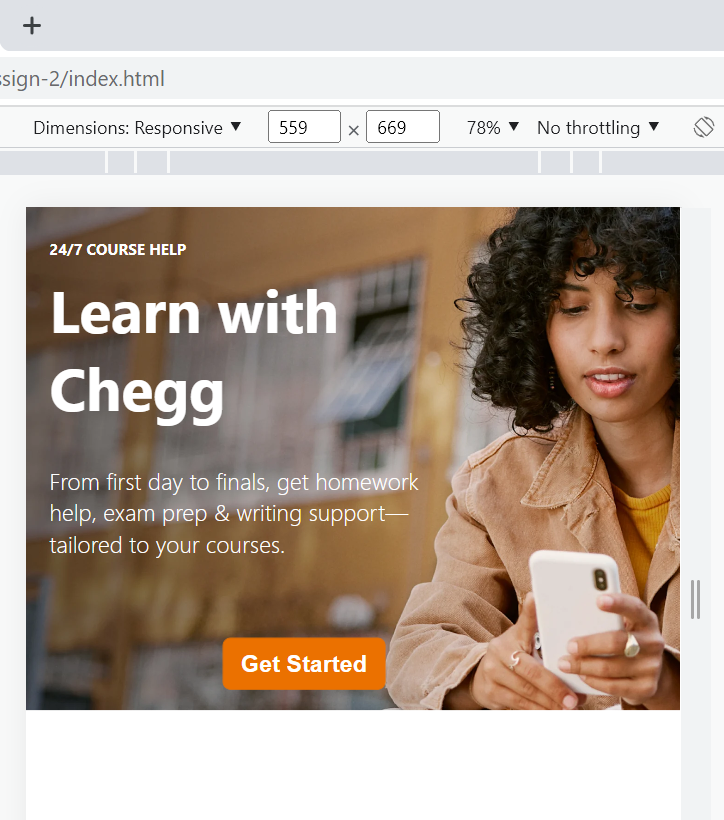 ssign-2/index.html
Dimensions: Responsive ▼ 559 × 669 78% ▼ No throttling ▼
24/7 COURSE HELP
Learn with
Chegg
From first day to finals, get homework
help, exam prep & writing support—
tailored to your courses.
Get Started